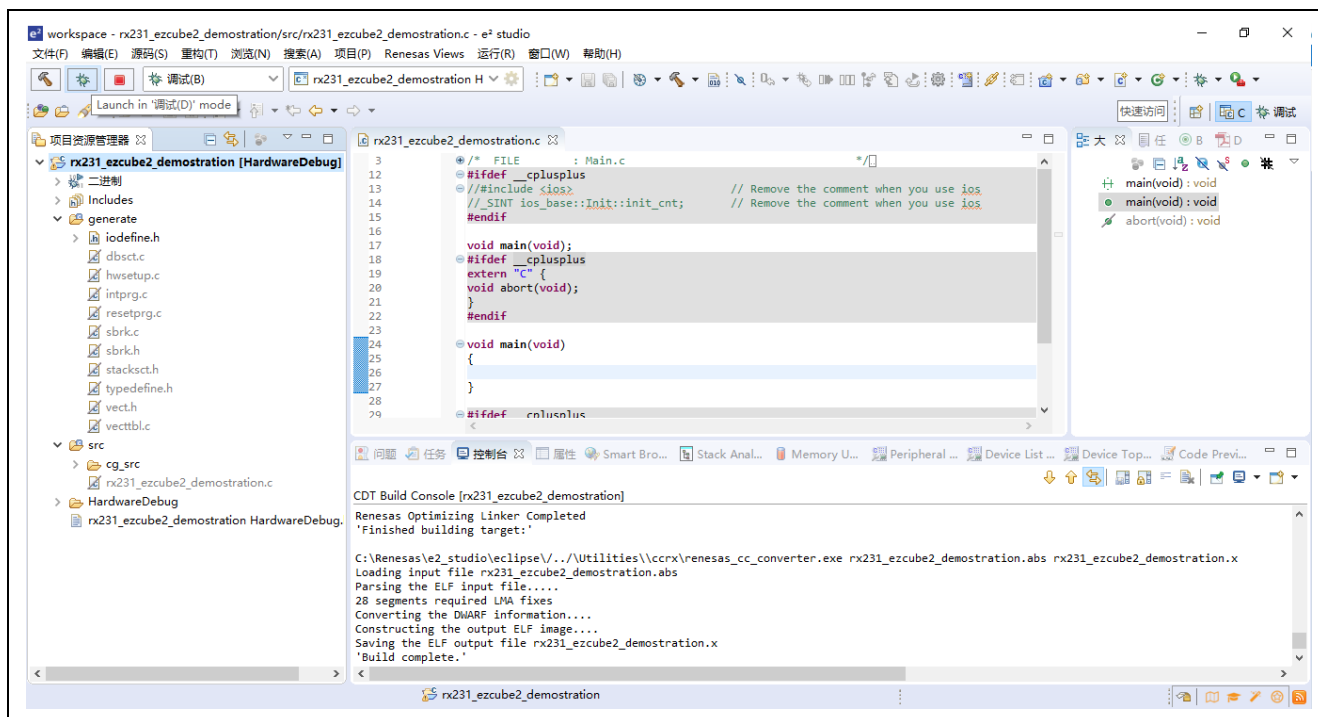 workspace - rx231_ezcube2_demostration/src/rx231_ezcube2_demostration.c - e² studio
文件(F) 编辑(E) 源码(S) 重构(T) 浏览(N) 搜索(A) 项目(P) Renesas Views 运行(R) 窗口(W) 帮助(H)
调试(B) rx231_ezcube2_demostration H
Launch in '调试(D)' mode
快速访问 C 调试
项目资源管理器
rx231_ezcube2_demostration [HardwareDebug]
二进制
Includes
generate
iodefine.h
dbsct.c
hwsetup.c
intprg.c
resetprg.c
sbrk.c
sbrk.h
stacksct.h
typedefine.h
vect.h
vecttbl.c
src
cg_src
rx231_ezcube2_demostration.c
HardwareDebug
rx231_ezcube2_demostration HardwareDebug.
rx231_ezcube2_demostration.c
3 /* FILE : Main.c */
12 #ifdef __cplusplus
13 //#include <ios> // Remove the comment when you use ios
14 //_SINT ios_base::Init::init_cnt; // Remove the comment when you use ios
15 #endif
16
17 void main(void);
18 #ifdef __cplusplus
19 extern "C" {
20 void abort(void);
21 }
22 #endif
23
24 void main(void)
25 {
26
27 }
28
29 #ifdef __cplusplus
大 任 B D
main(void) : void
main(void) : void
abort(void) : void
问题 任务 控制台 属性 Smart Bro... Stack Anal... Memory U... Peripheral ... Device List ... Device Top... Code Previ...
CDT Build Console [rx231_ezcube2_demostration]
Renesas Optimizing Linker Completed
'Finished building target:'
C:\Renesas\e2_studio\eclipse\/../Utilities\\ccrx\renesas_cc_converter.exe rx231_ezcube2_demostration.abs rx231_ezcube2_demostration.x
Loading input file rx231_ezcube2_demostration.abs
Parsing the ELF input file.....
28 segments required LMA fixes
Converting the DWARF information....
Constructing the output ELF image....
Saving the ELF output file rx231_ezcube2_demostration.x
'Build complete.'
rx231_ezcube2_demostration